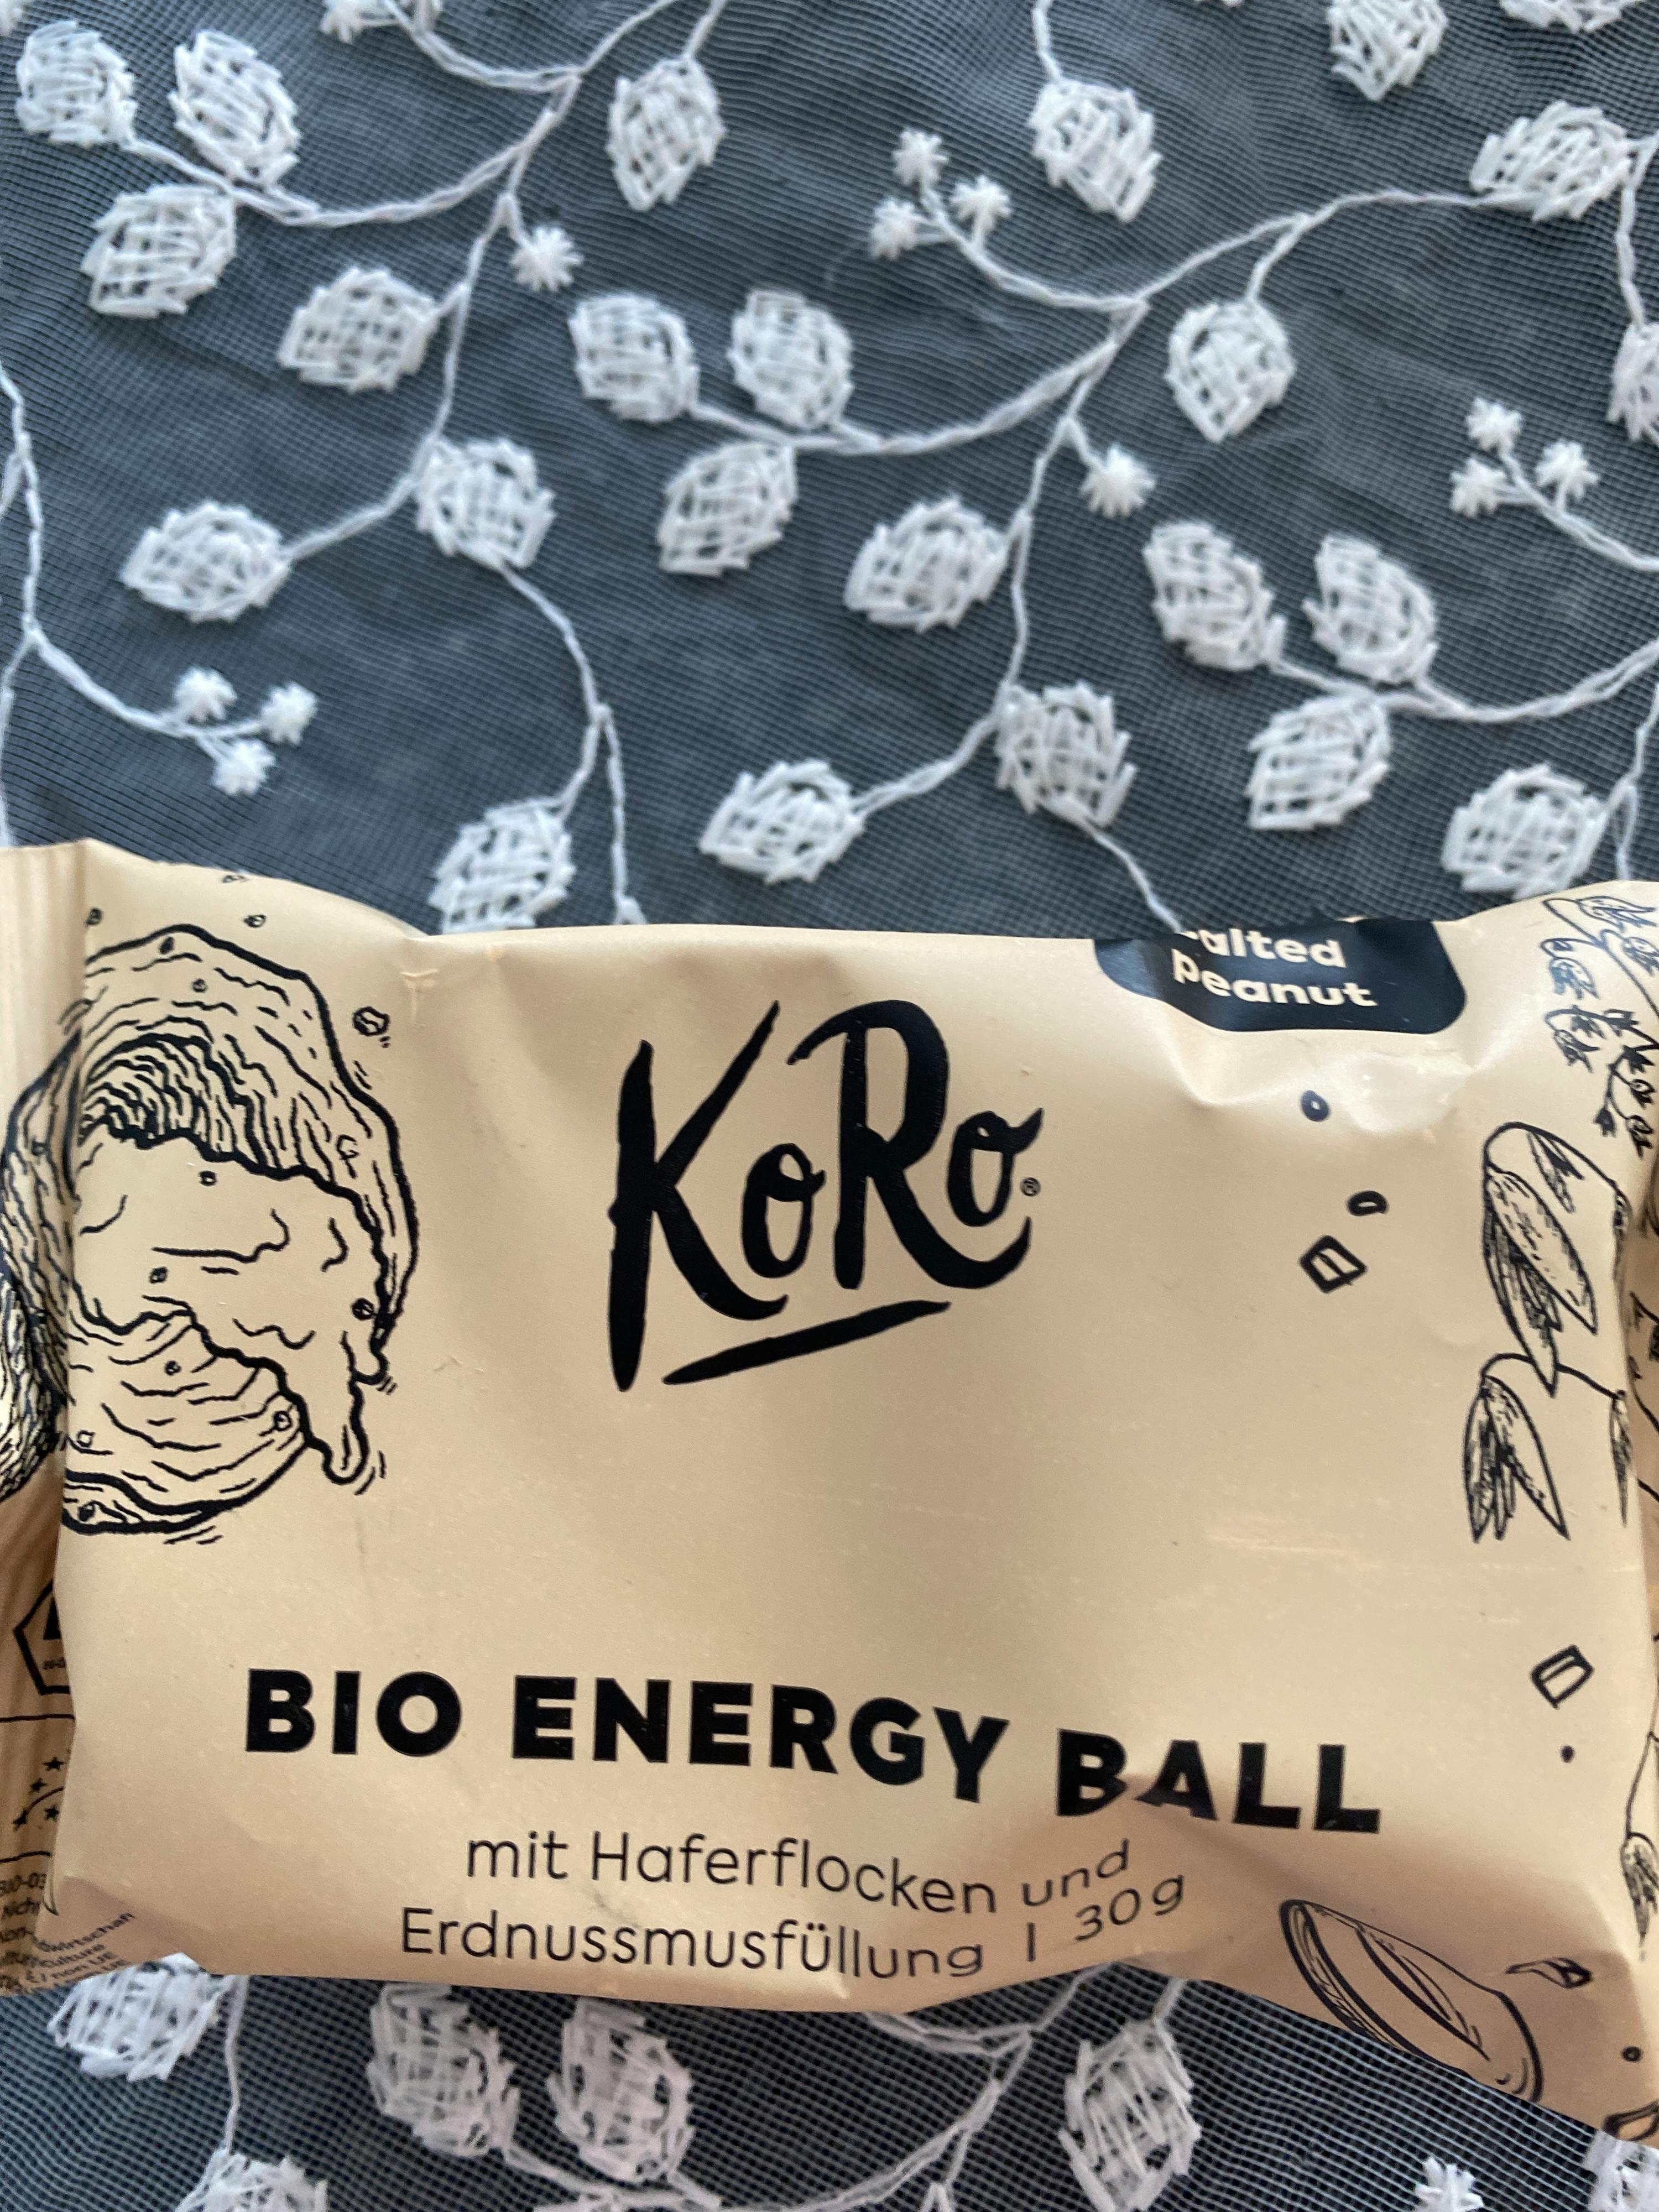 alted
peanut
KoRo®
BIO ENERGY BALL
mit Haferflocken und
Erdnussmusfüllung | 30g